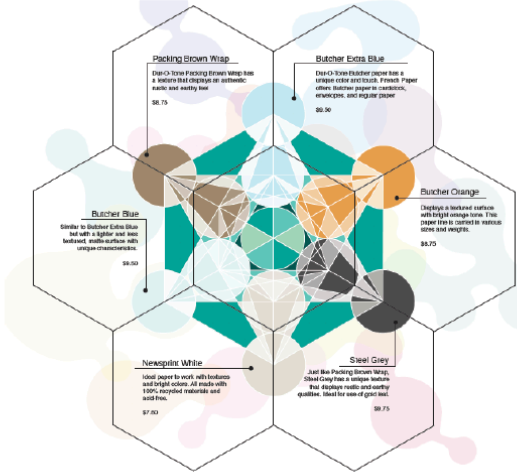 Packing Brown Wrap
Dur-O-Tone Packing Brown Wrap has
a texture that displays an authentic
rustic and earthy feel
$8.75
Butcher Extra Blue
Dur-O-Tone Butcher paper has a
unique color and touch. French Paper
offers Butcher paper in cardstock,
envelopes, and regular paper
$9.50
Butcher Orange
Displays a textured surface
with bright orange tone. This
paper line is carried in various
sizes and weights.
$8.75
Butcher Blue
Similar to Butcher Extra Blue
but with a lighter and less
textured, matte surface with
unique characteristics.
$9.50
Newsprint White
Ideal paper to work with textures
and bright colors. All made with
100% recycled materials and
acid-free.
$7.50
Steel Grey
Just like Packing Brown Wrap,
Steel Grey has a unique texture
that displays rustic and earthy
qualities. Ideal for use of gold leaf.
$8.75